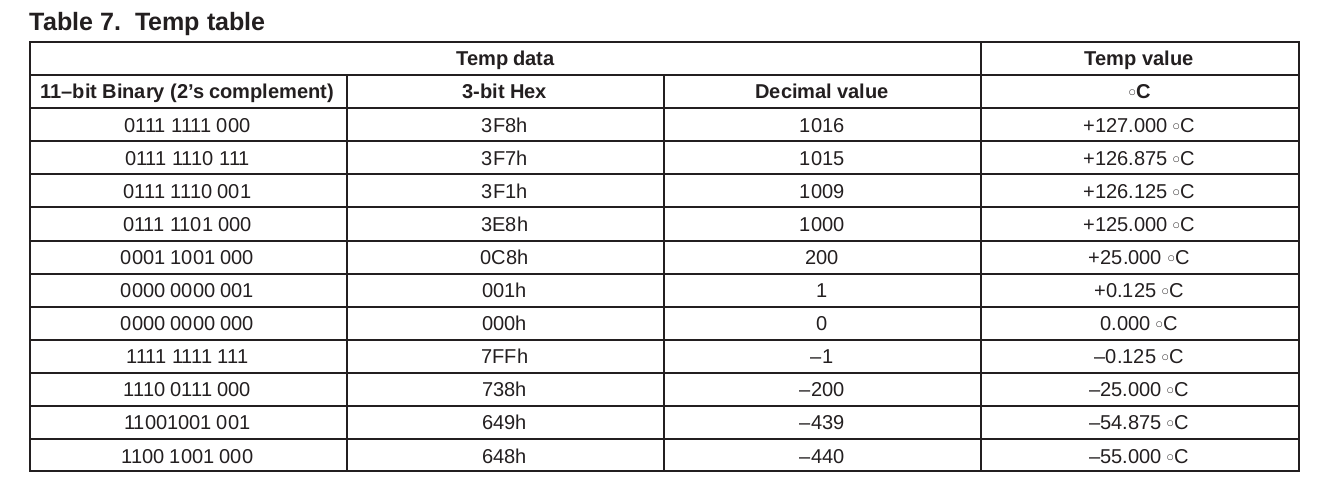 Table 7. Temp table
Temp data Temp value
11–bit Binary (2's complement) 3-bit Hex Decimal value ◦C
0111 1111 000 3F8h 1016 +127.000 ◦C
0111 1110 111 3F7h 1015 +126.875 ◦C
0111 1110 001 3F1h 1009 +126.125 ◦C
0111 1101 000 3E8h 1000 +125.000 ◦C
0001 1001 000 0C8h 200 +25.000 ◦C
0000 0000 001 001h 1 +0.125 ◦C
0000 0000 000 000h 0 0.000 ◦C
1111 1111 111 7FFh –1 –0.125 ◦C
1110 0111 000 738h –200 –25.000 ◦C
11001001 001 649h –439 –54.875 ◦C
1100 1001 000 648h –440 –55.000 ◦C